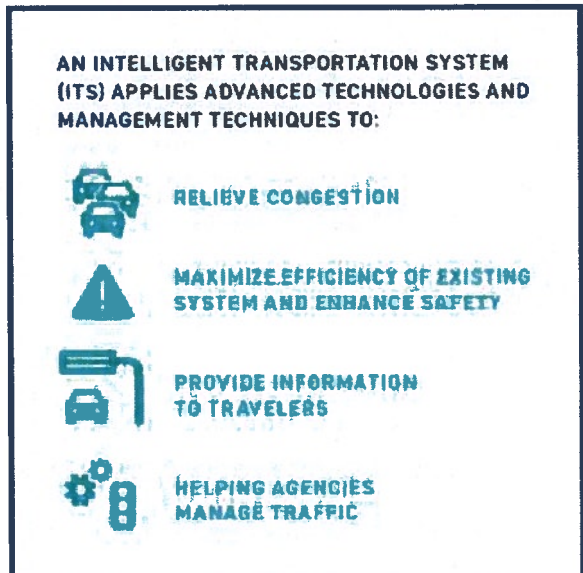 AN INTELLIGENT TRANSPORTATION SYSTEM
(ITS) APPLIES ADVANCED TECHNOLOGIES AND
MANAGEMENT TECHNIQUES TO:
RELIEVE CONGESTION
MAXIMIZE EFFICIENCY OF EXISTING
SYSTEM AND ENHANCE SAFETY
PROVIDE INFORMATION
TO TRAVELERS
HELPING AGENCIES
MANAGE TRAFFIC